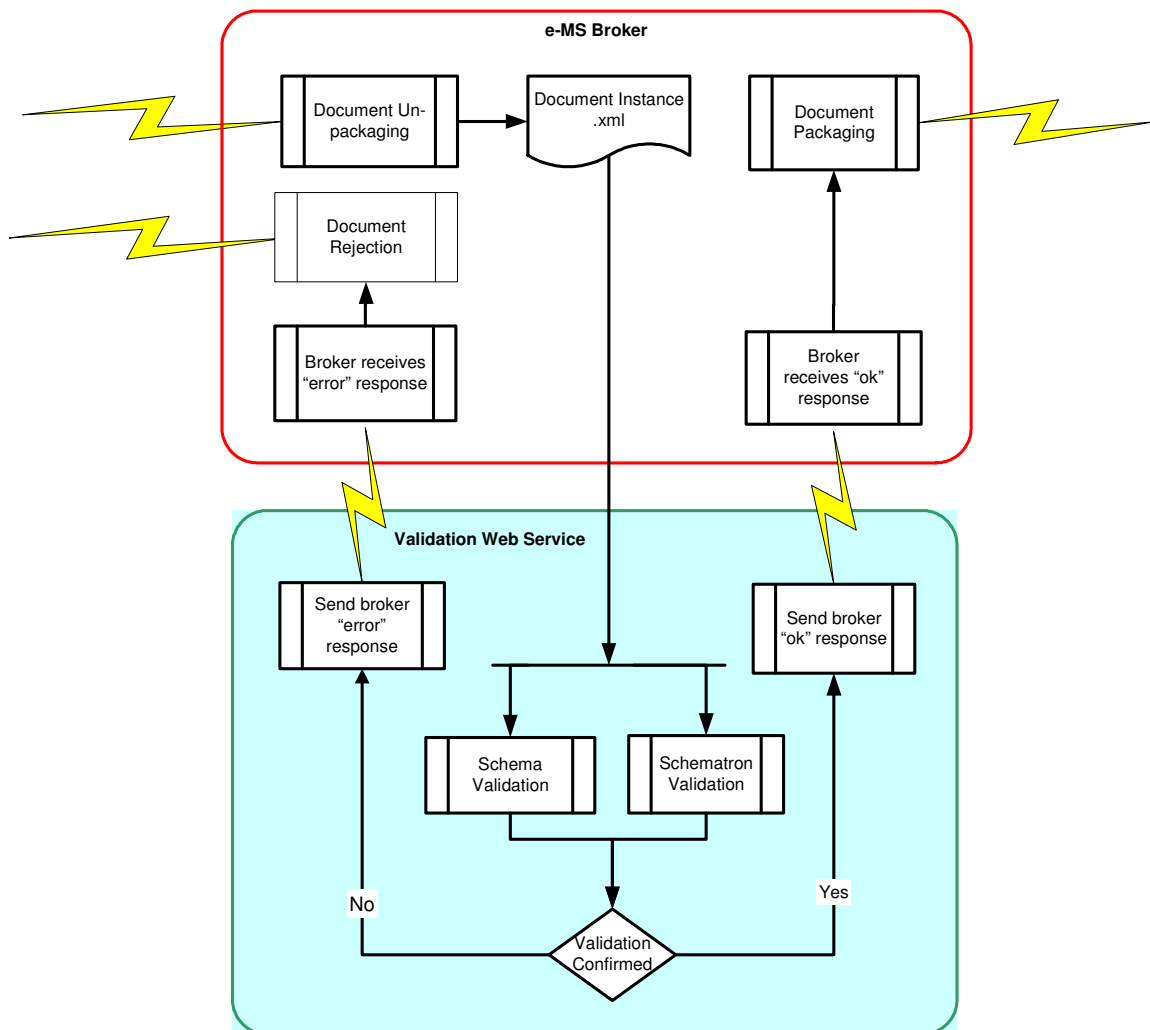 e-MS Broker
Document Un-
packaging
Document Instance
.xml
Document
Packaging
Document
Rejection
Broker receives
“error” response
Broker
receives “ok”
response
Validation Web Service
Send broker
“error”
response
Send broker
“ok” response
Schema
Validation
Schematron
Validation
No
Yes
Validation
Confirmed